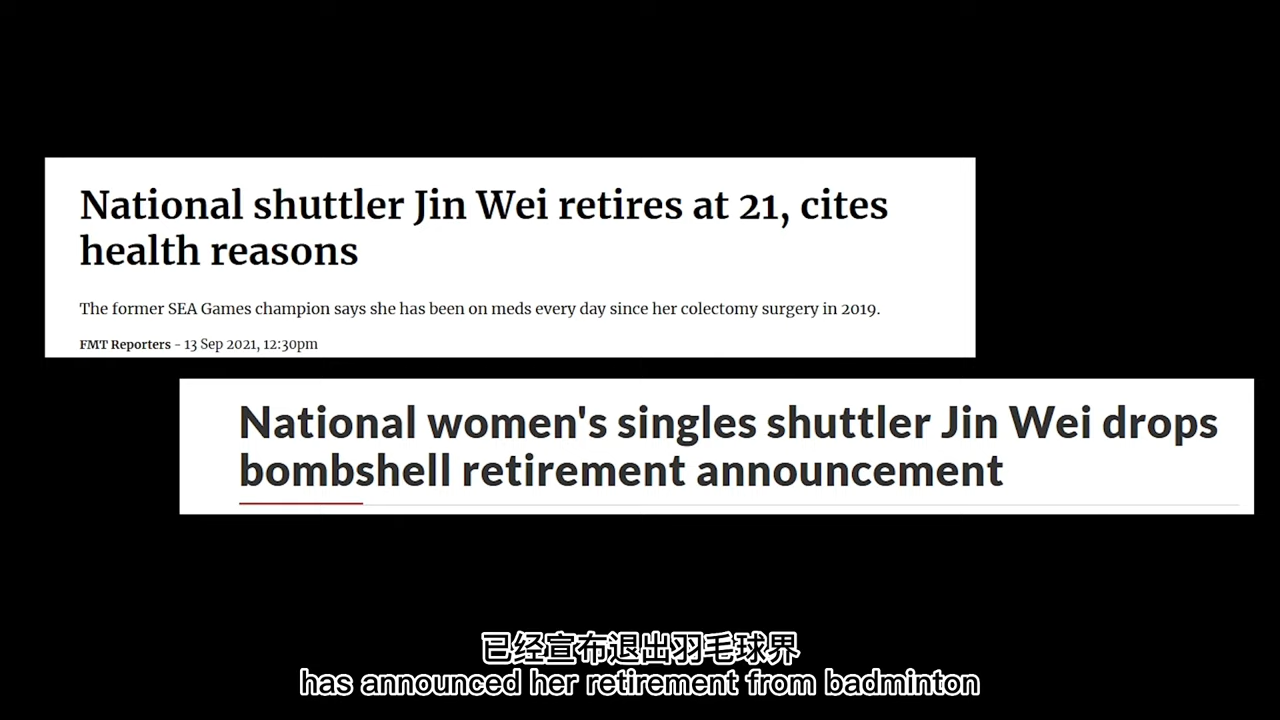 National shuttler Jin Wei retires at 21, cites
health reasons
The former SEA Games champion says she has been on meds every day since her colectomy surgery in 2019.
FMT Reporters - 13 Sep 2021, 12:30pm
National women's singles shuttler Jin Wei drops
bombshell retirement announcement
已经宣布退出羽毛球界
has announced her retirement from badminton